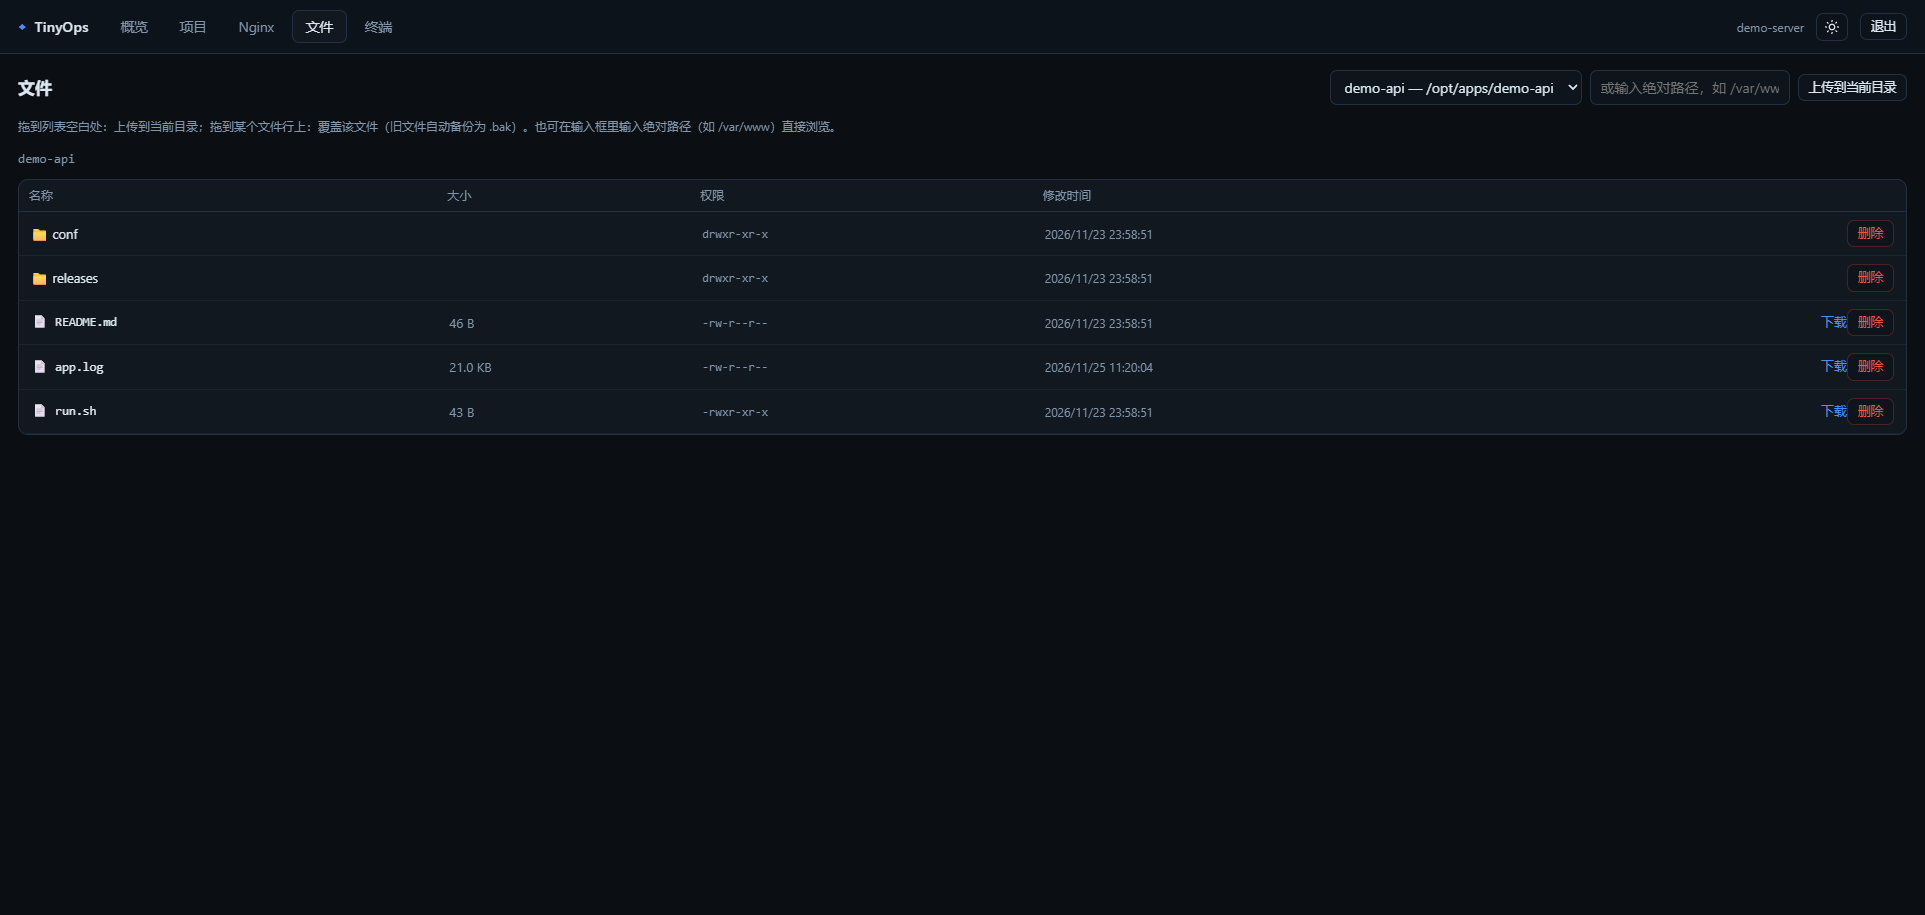 TinyOps 概览 项目 Nginx 文件 终端 demo-server 退出
文件 demo-api — /opt/apps/demo-api 或输入绝对路径，如 /var/ww 上传到当前目录
拖到列表空白处：上传到当前目录；拖到某个文件行上：覆盖该文件（旧文件自动备份为 .bak）。也可在输入框里输入绝对路径（如 /var/www）直接浏览。
demo-api
名称 大小 权限 修改时间
conf drwxr-xr-x 2026/11/23 23:58:51 删除
releases drwxr-xr-x 2026/11/23 23:58:51 删除
README.md 46 B -rw-r--r-- 2026/11/23 23:58:51 下载 删除
app.log 21.0 KB -rw-r--r-- 2026/11/25 11:20:04 下载 删除
run.sh 43 B -rwxr-xr-x 2026/11/23 23:58:51 下载 删除